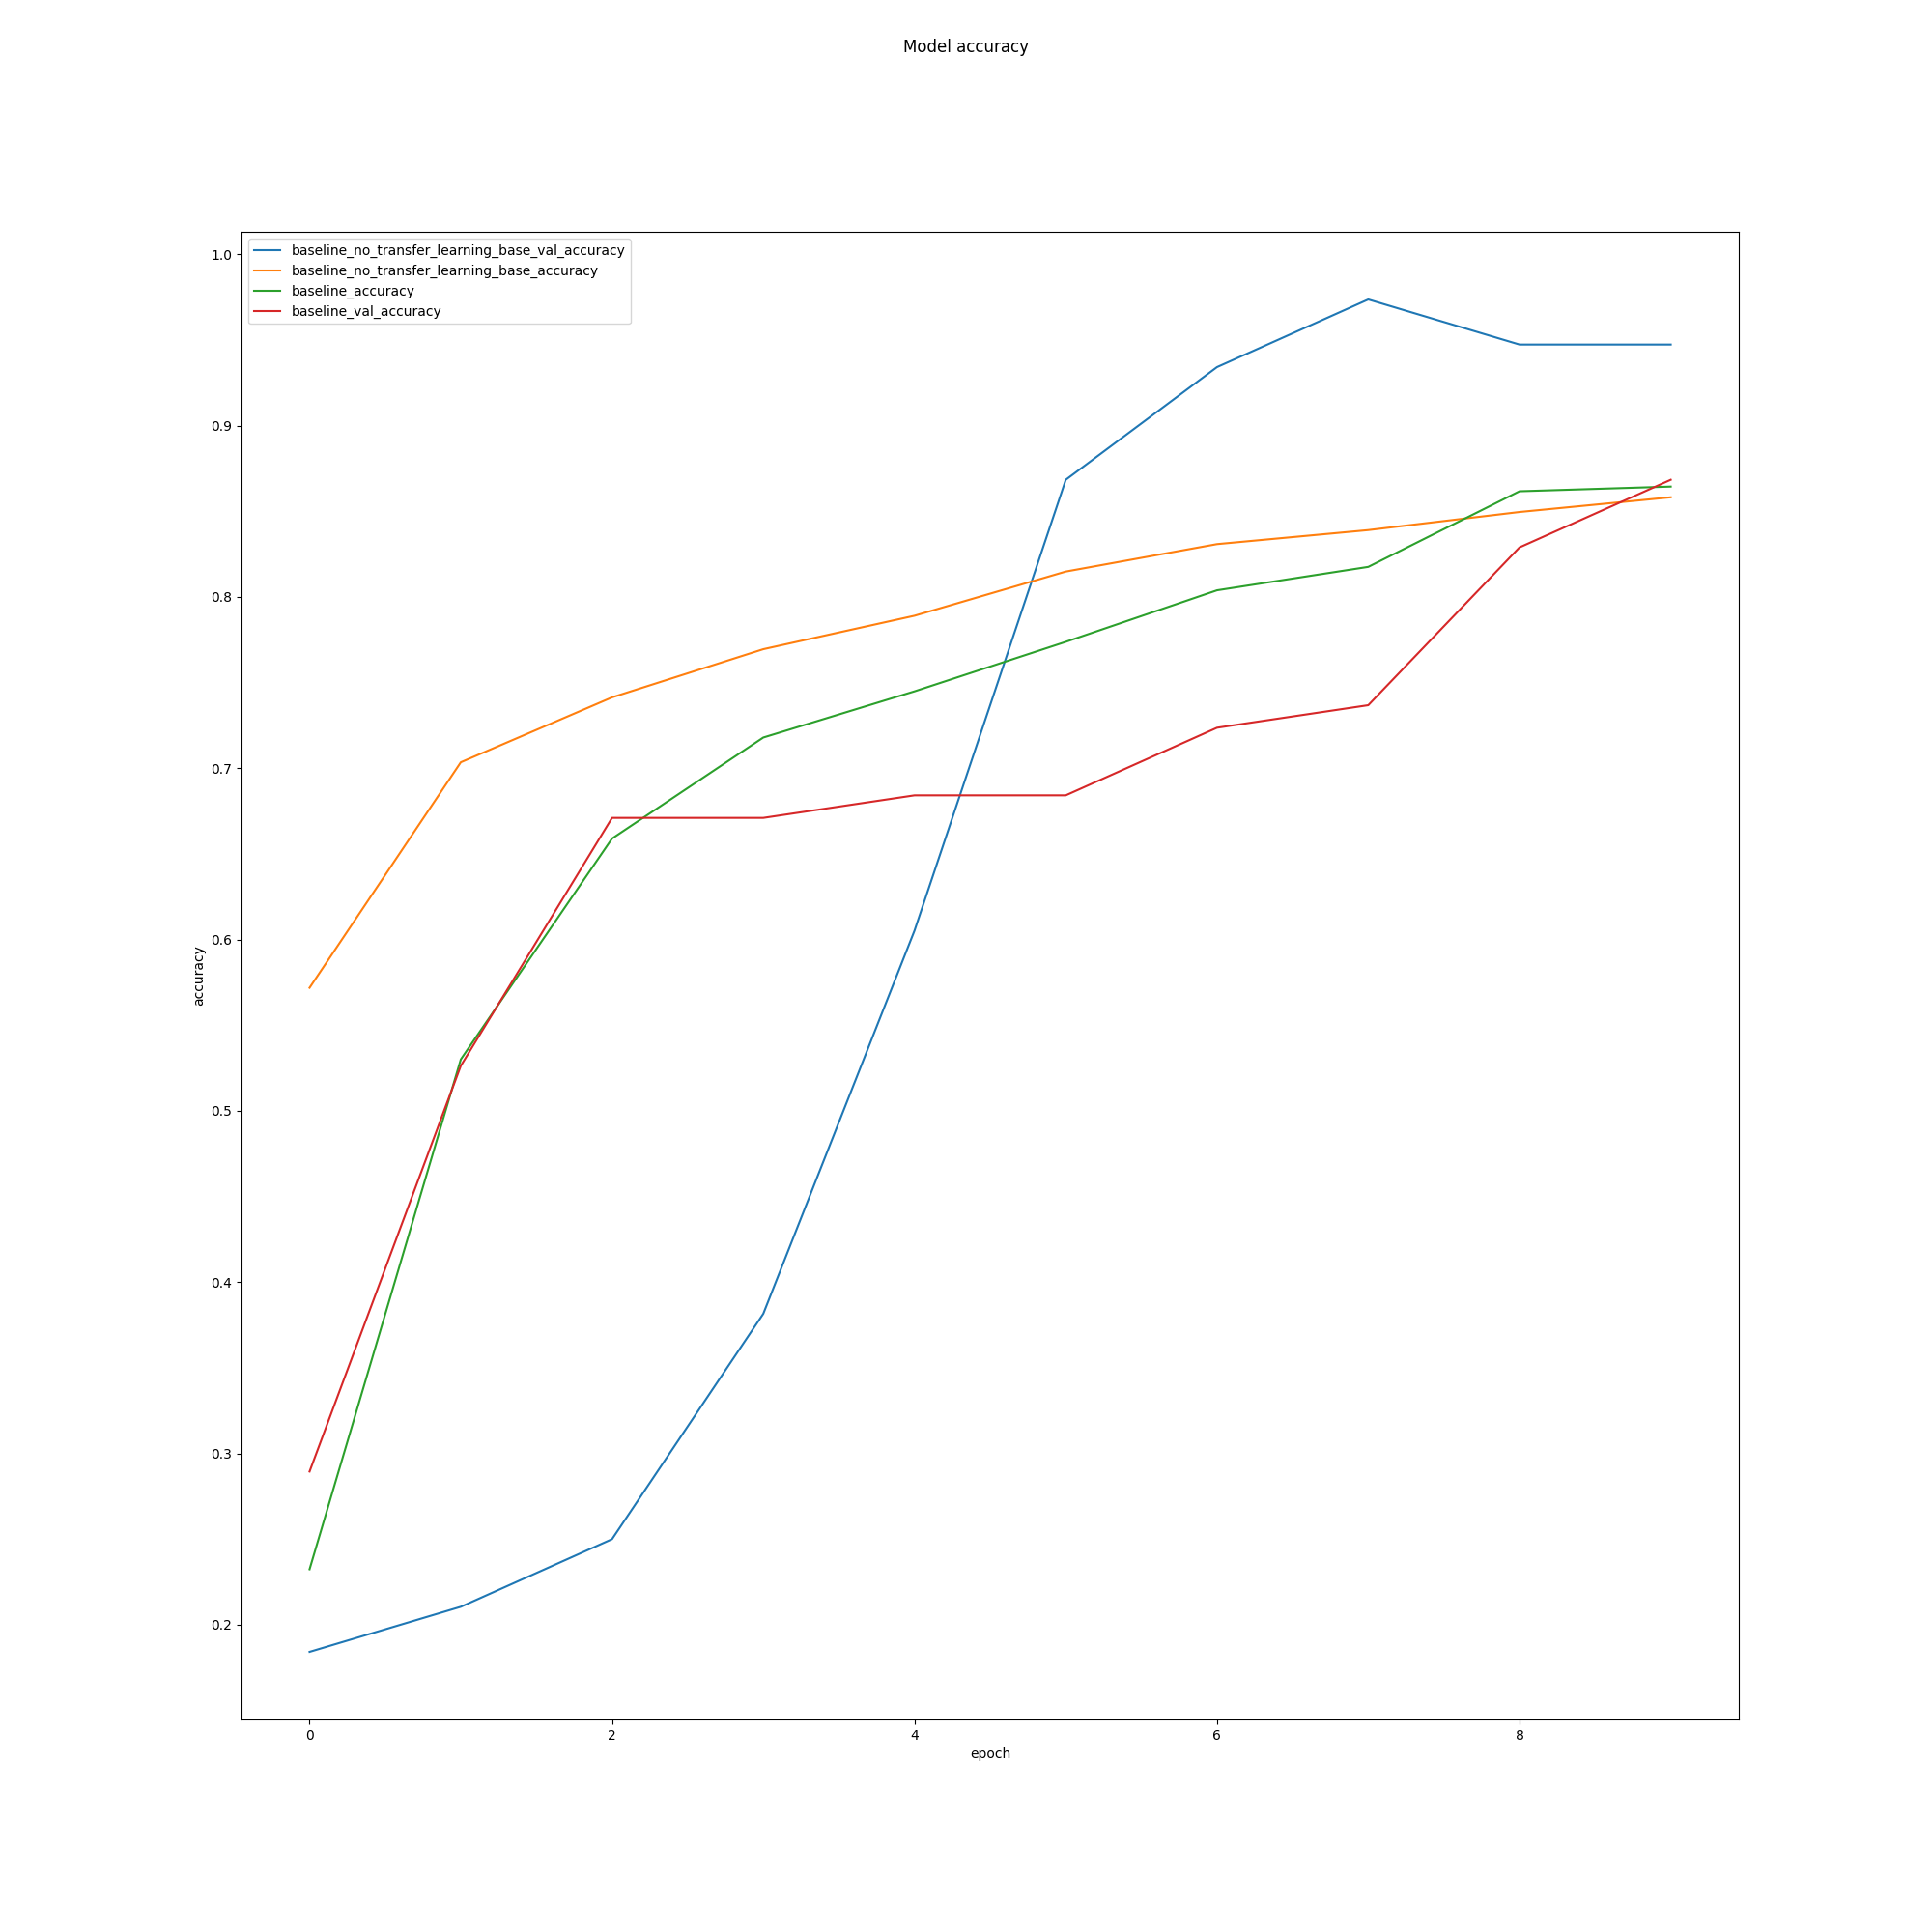 Model accuracy
baseline_no_transfer_learning_base_val_accuracy
baseline_no_transfer_learning_base_accuracy
baseline_accuracy
baseline_val_accuracy
1.0
0.9
0.8
0.7
0.6
0.5
0.4
0.3
0.2
accuracy
0 2 4 6 8
epoch